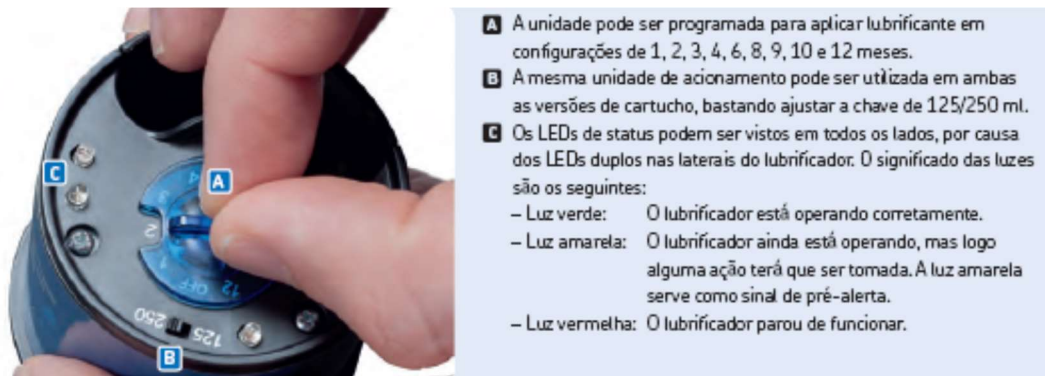 A
C
B
4
3
2
1
OFF
12
250
125
A A unidade pode ser programada para aplicar lubrificante em
configurações de 1, 2, 3, 4, 6, 8, 9, 10 e 12 meses.
B A mesma unidade de acionamento pode ser utilizada em ambas
as versões de cartucho, bastando ajustar a chave de 125/250 ml.
C Os LEDs de status podem ser vistos em todos os lados, por causa
dos LEDs duplos nas laterais do lubrificador. O significado das luzes
são os seguintes:
– Luz verde: O lubrificador está operando corretamente.
– Luz amarela: O lubrificador ainda está operando, mas logo
alguma ação terá que ser tomada. A luz amarela
serve como sinal de pré-alerta.
– Luz vermelha: O lubrificador parou de funcionar.